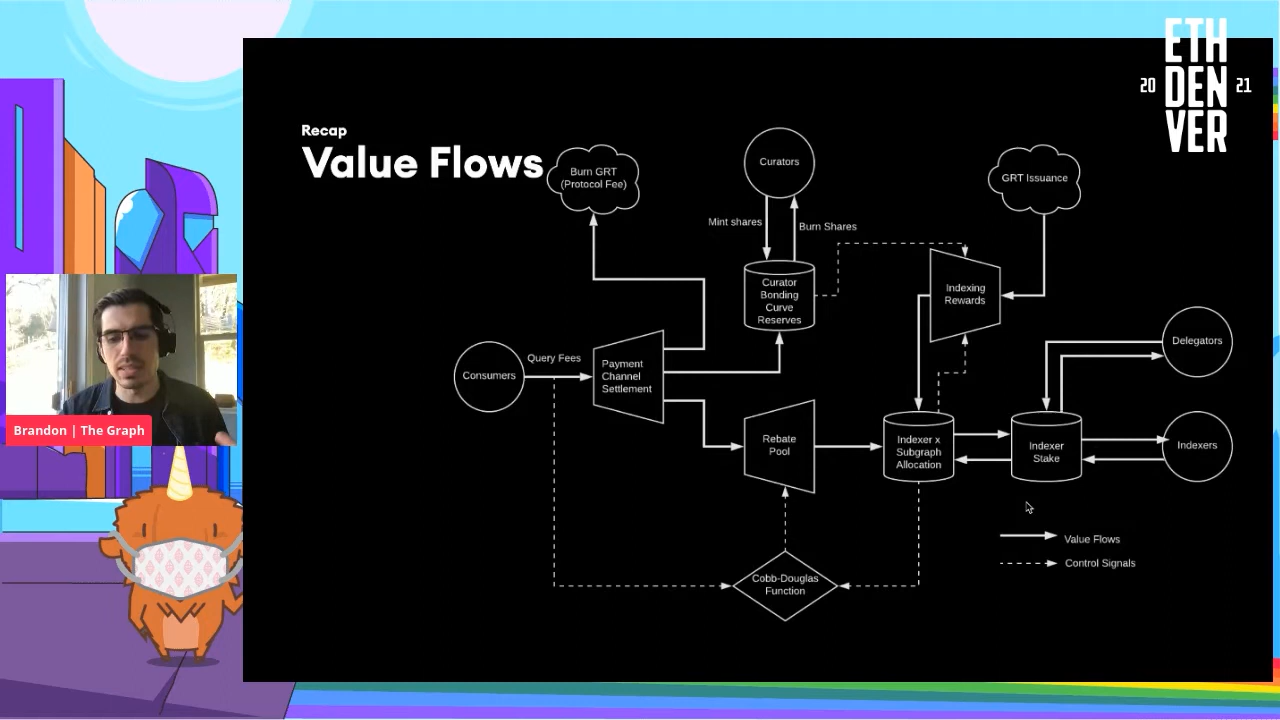 ETH
20 DEN 21
VER
Recap
Value Flows
Burn GRT
(Protocol Fee)
Curators
GRT Issuance
Mint shares
Burn Shares
Curator
Bonding
Curve
Reserves
Indexing
Rewards
Consumers
Query Fees
Payment
Channel
Settlement
Delegators
Rebate
Pool
Indexer x
Subgraph
Allocation
Indexer
Stake
Indexers
Cobb-Douglas
Function
Value Flows
Control Signals
Brandon | The Graph